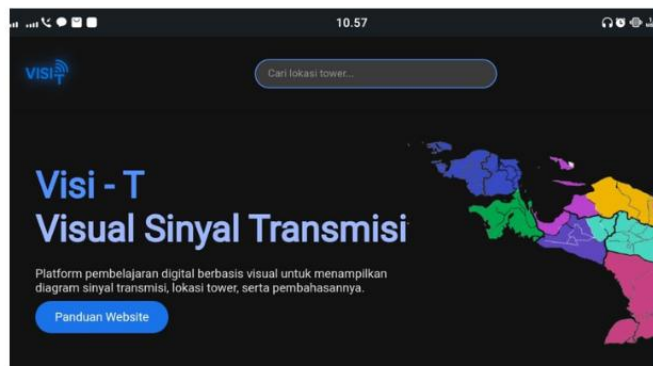 10.57
VISI
T
Cari lokasi tower...
Visi - T
Visual Sinyal Transmisi
Platform pembelajaran digital berbasis visual untuk menampilkan
diagram sinyal transmisi, lokasi tower, serta pembahasannya.
Panduan Website